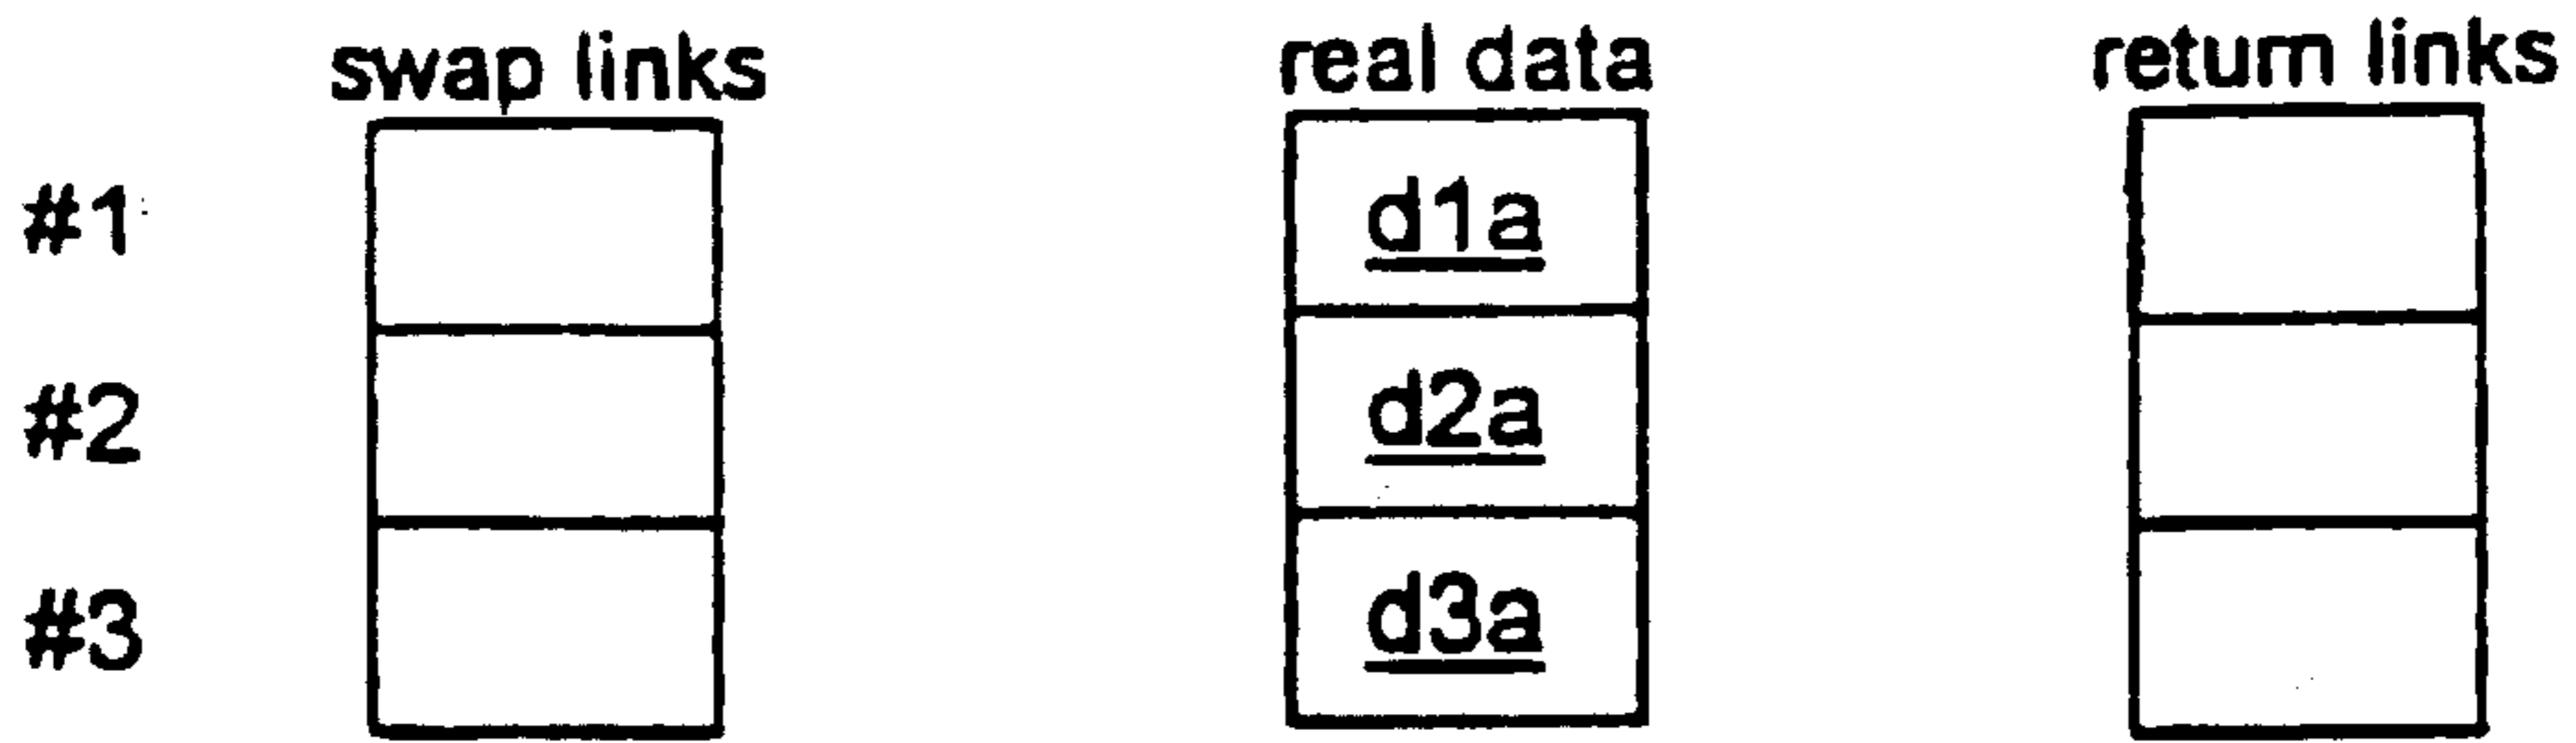 swap links real data return links
#1 d1a
#2 d2a
#3 d3a